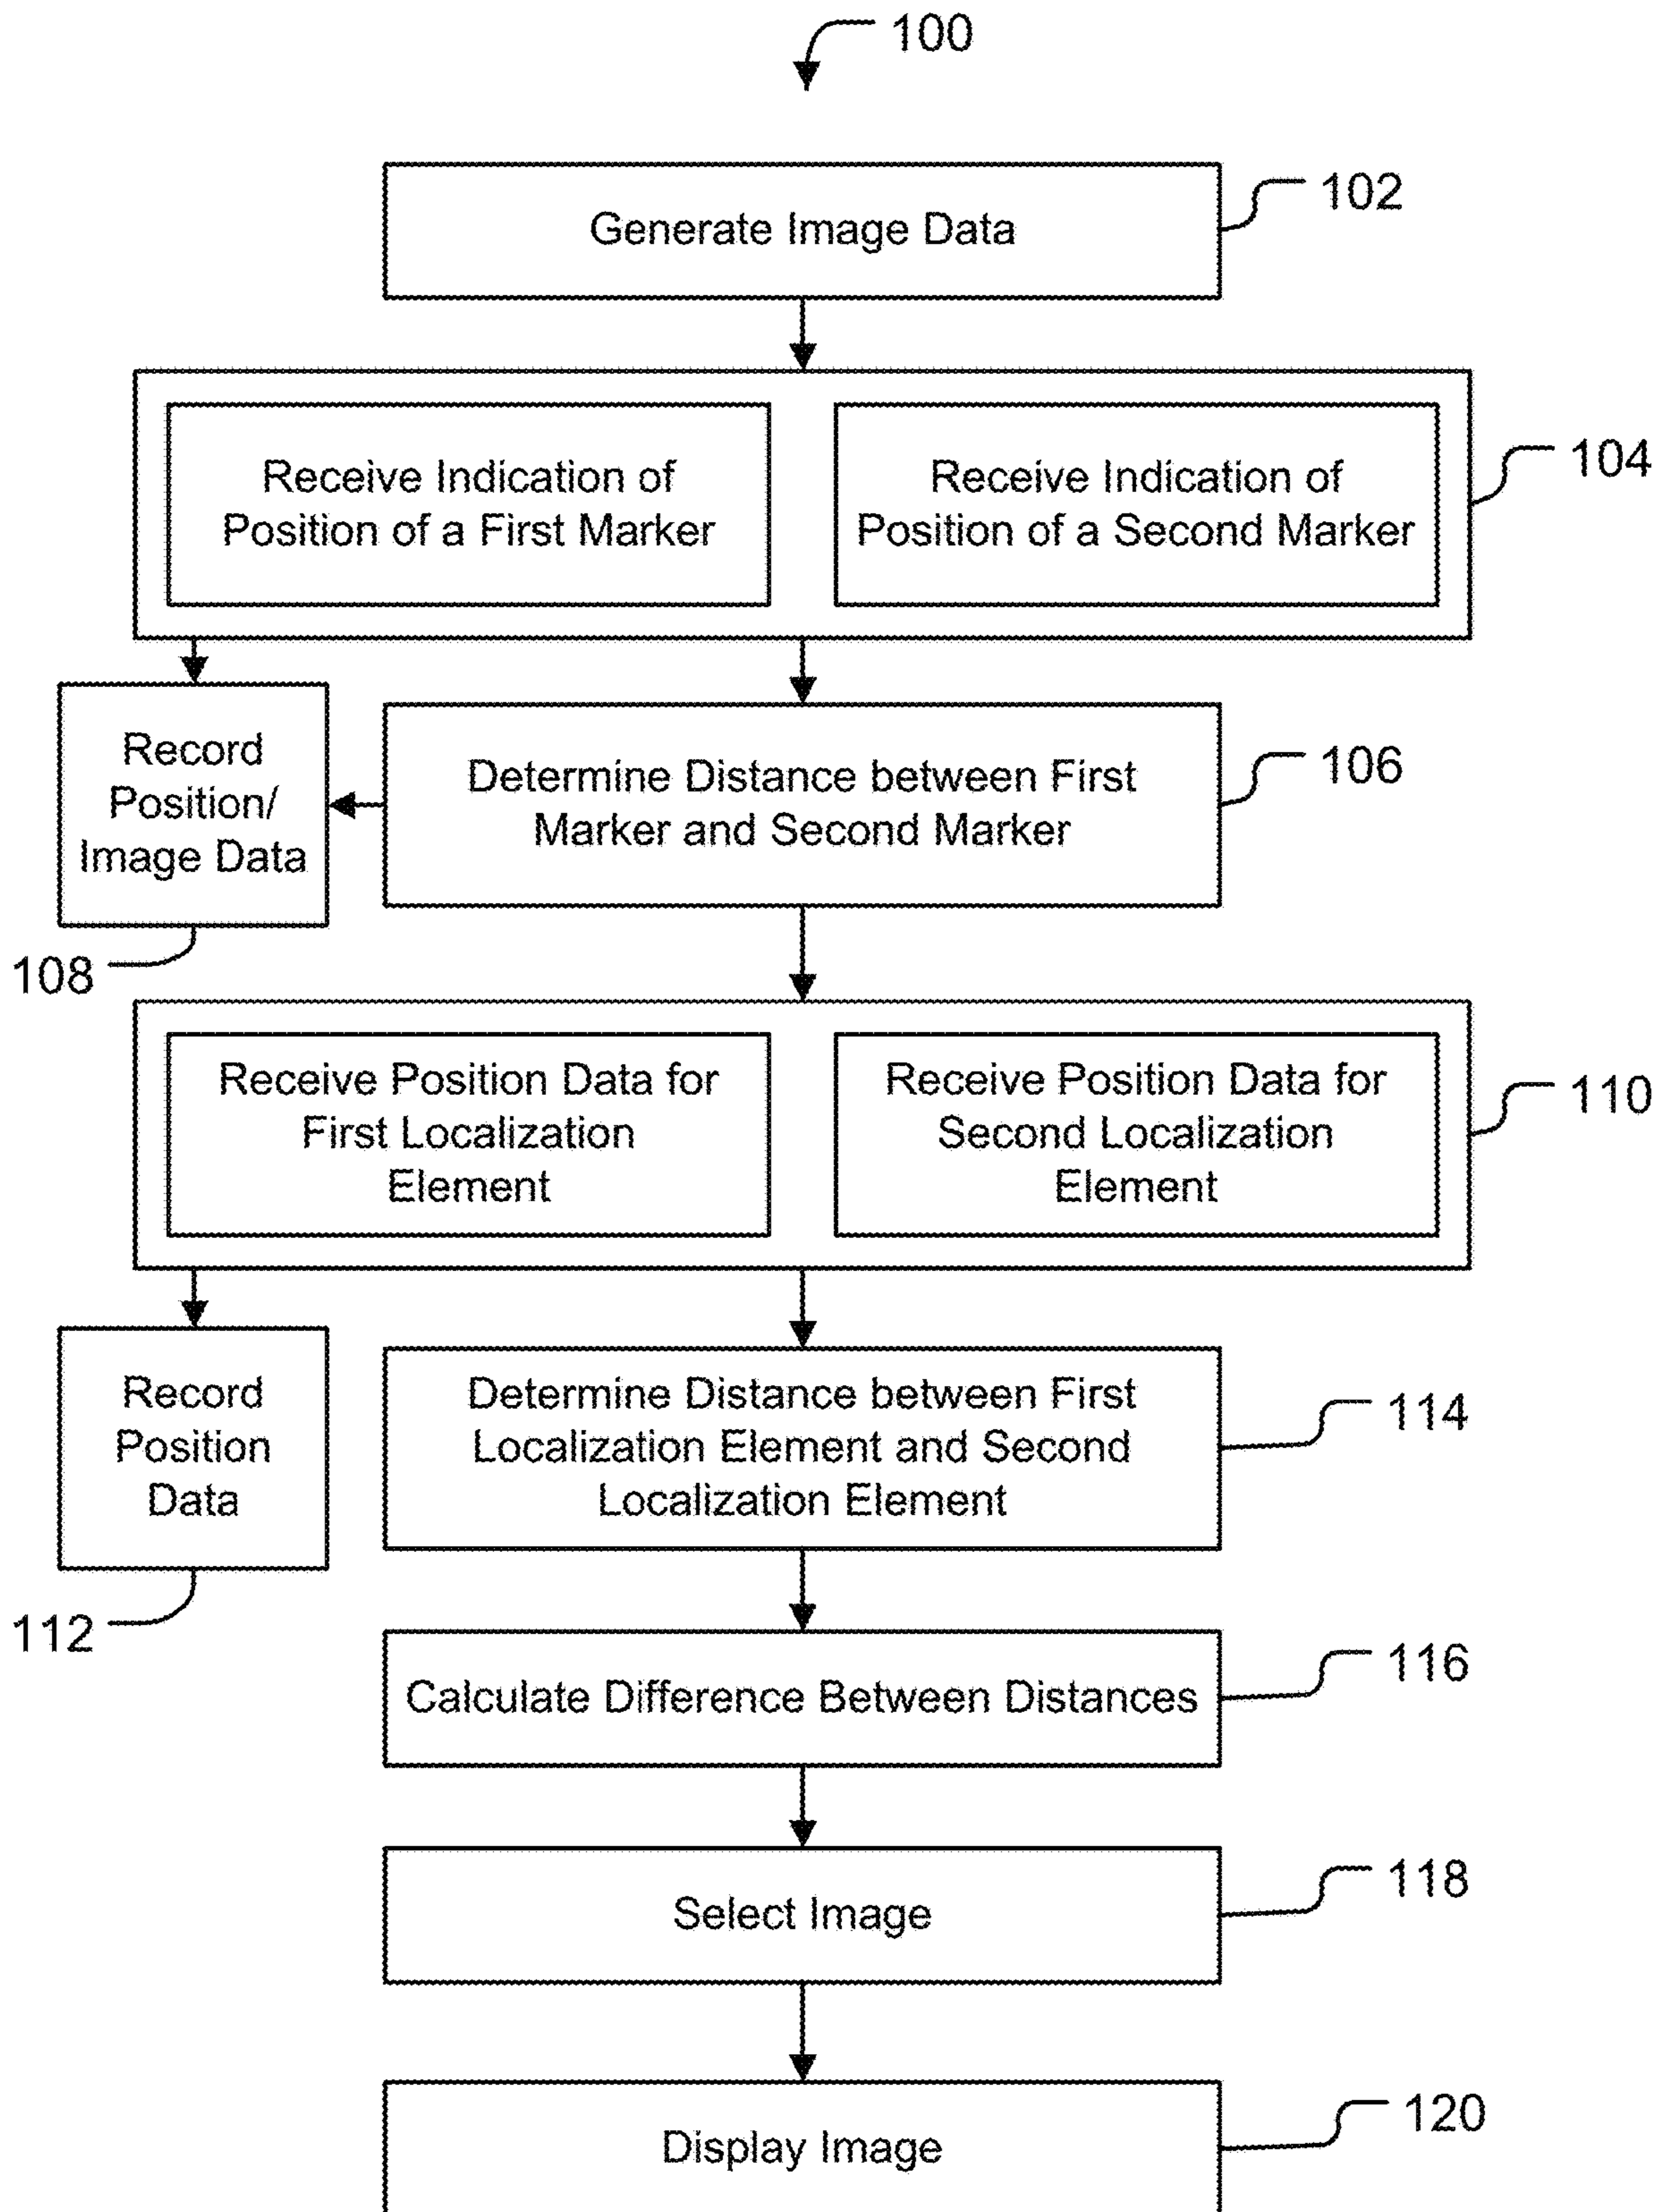 100
Generate Image Data
102
Receive Indication of
Position of a First Marker
Receive Indication of
Position of a Second Marker
104
Record
Position/
Image Data
108
Determine Distance between First
Marker and Second Marker
106
Receive Position Data for
First Localization
Element
Receive Position Data for
Second Localization
Element
110
Record
Position
Data
112
Determine Distance between First
Localization Element and Second
Localization Element
114
Calculate Difference Between Distances
116
Select Image
118
Display Image
120